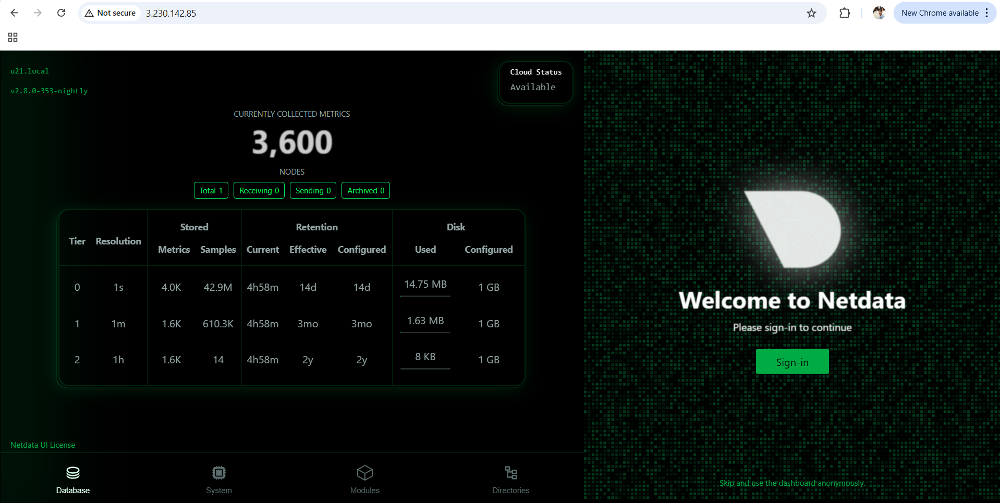 Not secure 3.230.142.85 New Chrome available
u21.local
v2.8.0-353-nightly
Cloud Status
Available
CURRENTLY COLLECTED METRICS
3,600
NODES
Total 1 Receiving 0 Sending 0 Archived 0
Tier Resolution Stored Retention Disk
Metrics Samples Current Effective Configured Used Configured
0 1s 4.0K 42.9M 4h58m 14d 14d 14.75 MB 1 GB
1 1m 1.6K 610.3K 4h58m 3mo 3mo 1.63 MB 1 GB
2 1h 1.6K 14 4h58m 2y 2y 8 KB 1 GB
Netdata UI License
Database System Modules Directories
Welcome to Netdata
Please sign-in to continue
Sign-in
Skip and use the dashboard anonymously.